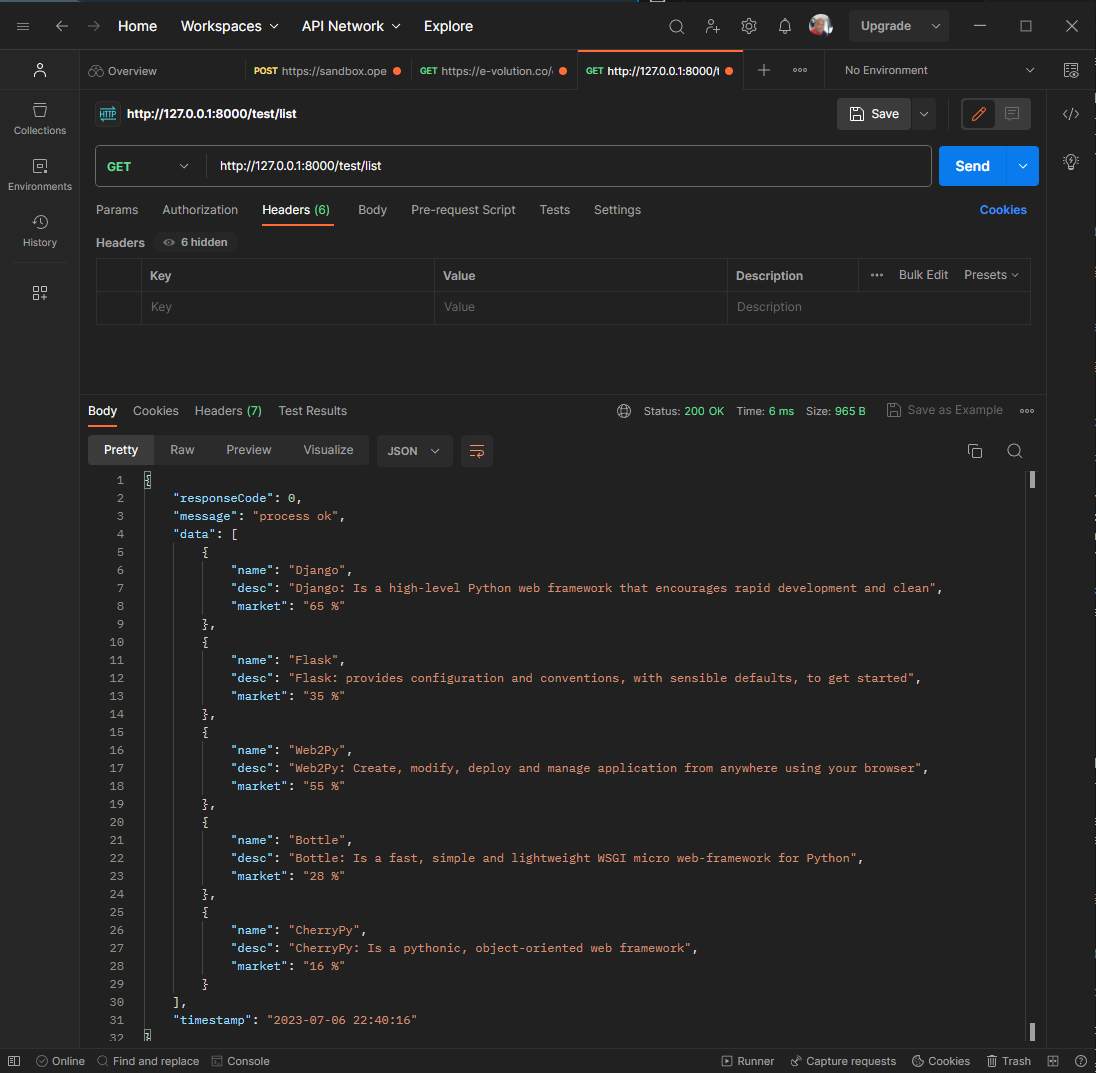 Home Workspaces API Network Explore Upgrade
Overview POST https://sandbox.ope GET https://e-volution.co/ GET http://127.0.0.1:8000/t No Environment
HTTP http://127.0.0.1:8000/test/list Save
Collections
GET http://127.0.0.1:8000/test/list Send
Environments
Params Authorization Headers (6) Body Pre-request Script Tests Settings Cookies
History
Headers 6 hidden
Key Value Description Bulk Edit Presets
Key Value Description
Body Cookies Headers (7) Test Results Status: 200 OK Time: 6 ms Size: 965 B Save as Example
Pretty Raw Preview Visualize JSON
1 {
2 "responseCode": 0,
3 "message": "process ok",
4 "data": [
5 {
6 "name": "Django",
7 "desc": "Django: Is a high-level Python web framework that encourages rapid development and clean",
8 "market": "65 %"
9 },
10 {
11 "name": "Flask",
12 "desc": "Flask: provides configuration and conventions, with sensible defaults, to get started",
13 "market": "35 %"
14 },
15 {
16 "name": "Web2Py",
17 "desc": "Web2Py: Create, modify, deploy and manage application from anywhere using your browser",
18 "market": "55 %"
19 },
20 {
21 "name": "Bottle",
22 "desc": "Bottle: Is a fast, simple and lightweight WSGI micro web-framework for Python",
23 "market": "28 %"
24 },
25 {
26 "name": "CherryPy",
27 "desc": "CherryPy: Is a pythonic, object-oriented web framework",
28 "market": "16 %"
29 }
30 ],
31 "timestamp": "2023-07-06 22:40:16"
32 }
Online Find and replace Console Runner Capture requests Cookies Trash